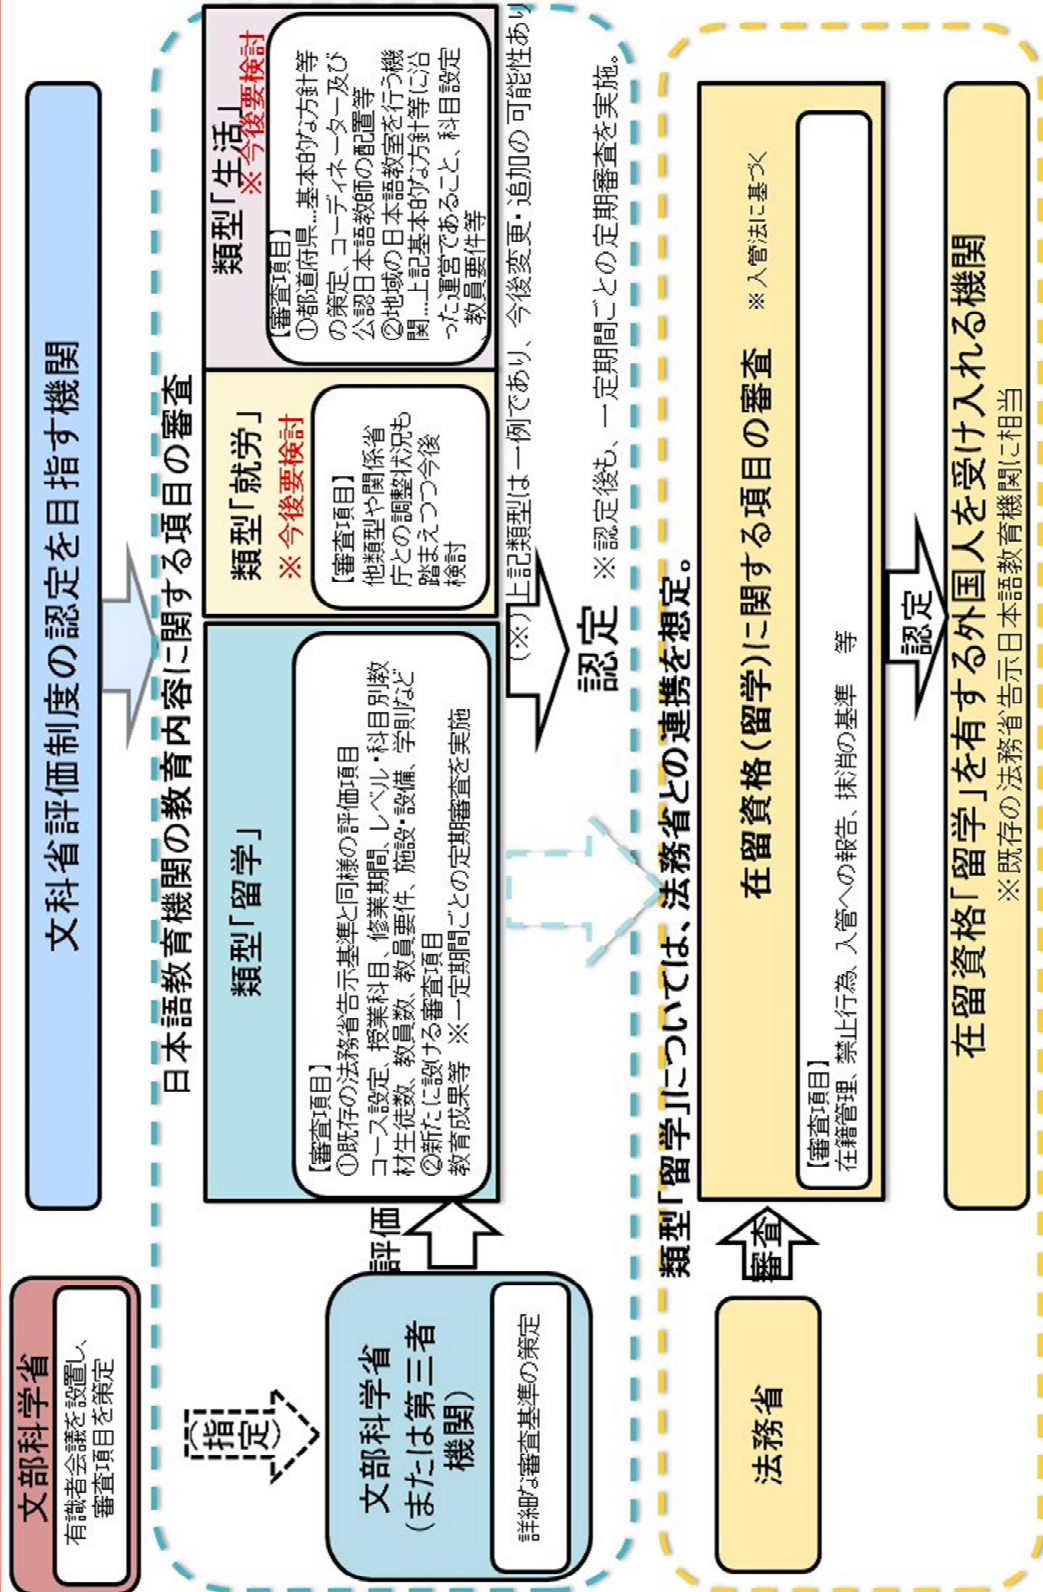 文部科学省
有識者会議を設置し、
審査項目を策定
文科省評価制度の認定を目指す機関
日本語教育機関の教育内容に関する項目の審査
(指
定)
文部科学省
(または第三者
機関)
詳細な審査基準の策定
評価
類型「留学」
【審査項目】
①既存の法務省告示基準と同様の評価項目
コース設定、授業科目、修業期間、レベル・科目別教
材生徒数、教員数、教員要件、施設・設備、学則など
②新たに設ける審査項目
教育成果等 ※一定期間ごとの定期審査を実施
類型「就労」
※今後要検討
【審査項目】
他類型や関係省
庁との調整状況も
踏まえつつ今後
検討
類型「生活」
※今後要検討
【審査項目】
①都道府県…基本的な方針等
の策定、コーディネーター及び
公認日本語教師の配置等
②地域の日本語教室を行う機
関…上記基本的な方針等に沿
った運営であること、科目設定
、教員要件等
(※)上記類型は一例であり、今後変更・追加の可能性あり
認定
※認定後も、一定期間ごとの定期審査を実施。
類型「留学」については、法務省との連携を想定。
法務省
審査
在留資格(留学)に関する項目の審査
※入管法に基づく
【審査項目】
在籍管理、禁止行為、入管への報告、抹消の基準 等
認定
在留資格「留学」を有する外国人を受け入れる機関
※既存の法務省告示日本語教育機関に相当